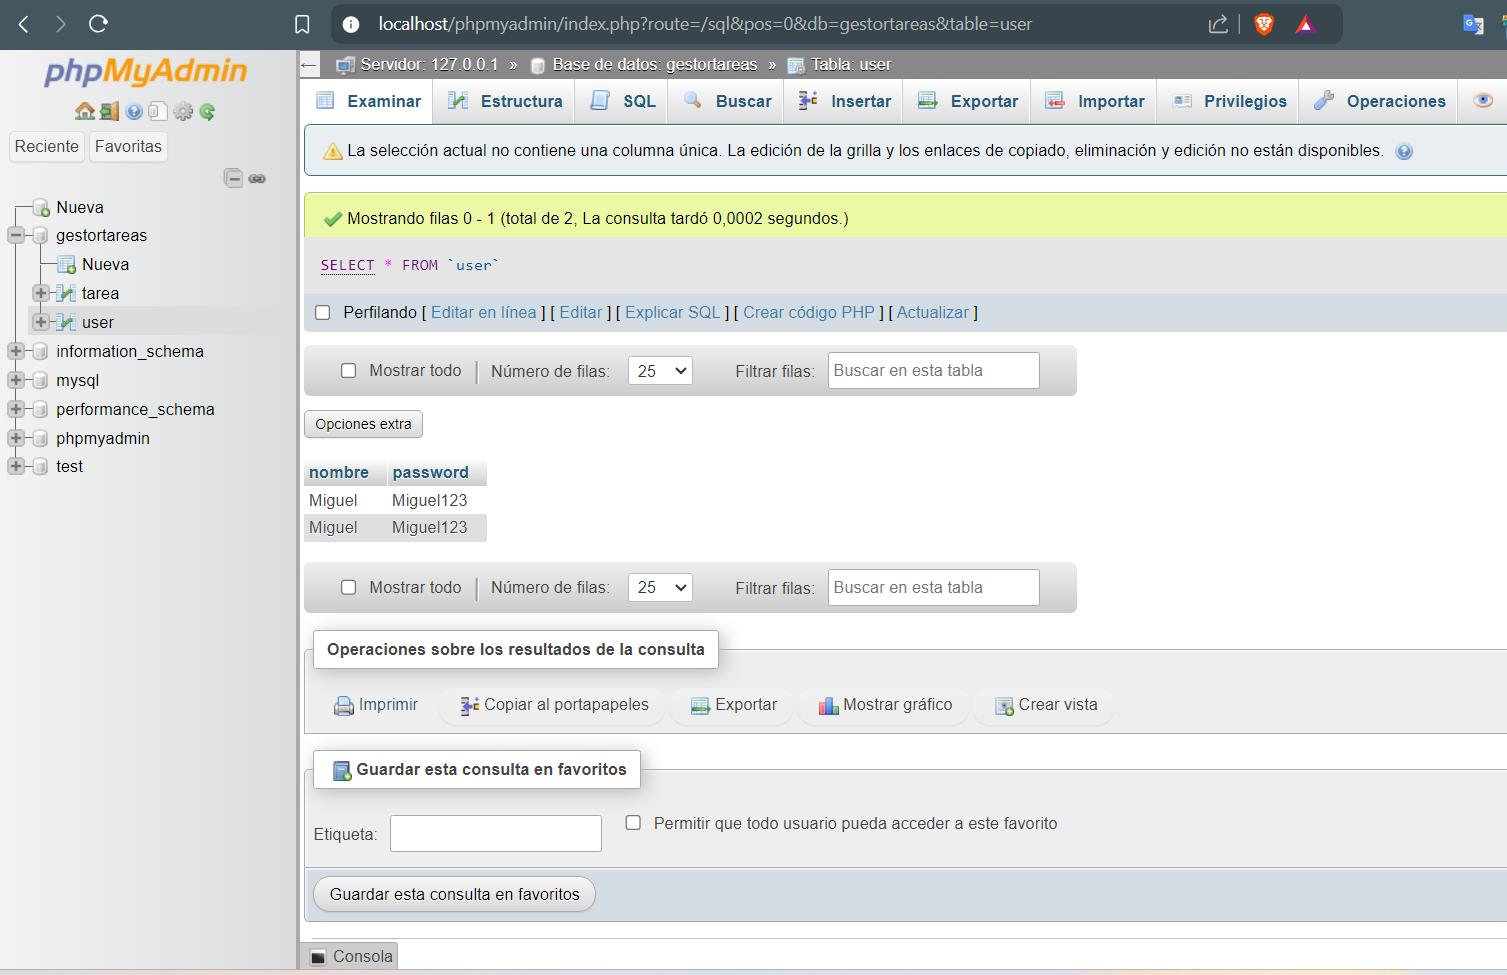 localhost/phpmyadmin/index.php?route=/sql&pos=0&db=gestortareas&table=user
phpMyAdmin
Reciente Favoritas
Nueva
gestortareas
Nueva
tarea
user
information_schema
mysql
performance_schema
phpmyadmin
test
Servidor: 127.0.0.1 » Base de datos: gestortareas » Tabla: user
Examinar Estructura SQL Buscar Insertar Exportar Importar Privilegios Operaciones
La selección actual no contiene una columna única. La edición de la grilla y los enlaces de copiado, eliminación y edición no están disponibles.
Mostrando filas 0 - 1 (total de 2, La consulta tardó 0,0002 segundos.)
SELECT * FROM `user`
Perfilando [ Editar en línea ] [ Editar ] [ Explicar SQL ] [ Crear código PHP ] [ Actualizar ]
Mostrar todo | Número de filas: 25 Filtrar filas: Buscar en esta tabla
Opciones extra
nombre password
Miguel Miguel123
Miguel Miguel123
Mostrar todo | Número de filas: 25 Filtrar filas: Buscar en esta tabla
Operaciones sobre los resultados de la consulta
Imprimir Copiar al portapapeles Exportar Mostrar gráfico Crear vista
Guardar esta consulta en favoritos
Etiqueta: Permitir que todo usuario pueda acceder a este favorito
Guardar esta consulta en favoritos
Consola